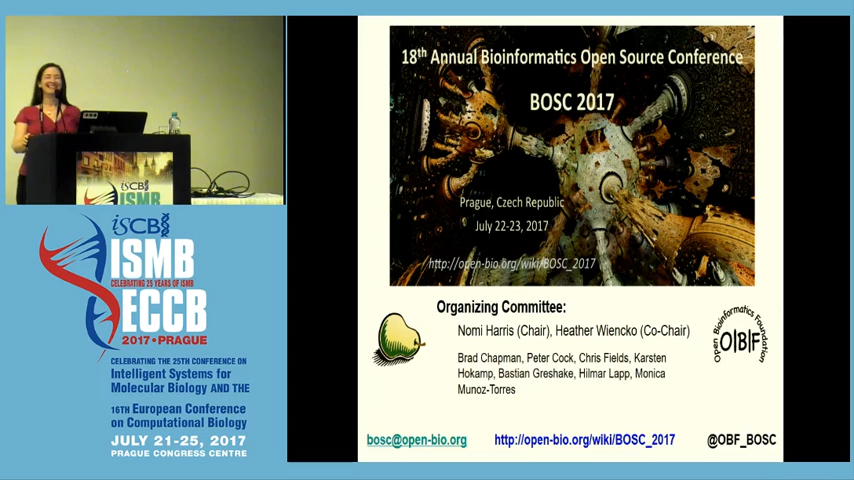 18th Annual Bioinformatics Open Source Conference
BOSC 2017
Prague, Czech Republic
July 22-23, 2017
http://open-bio.org/wiki/BOSC_2017
Organizing Committee:
Nomi Harris (Chair), Heather Wiencko (Co-Chair)
Brad Chapman, Peter Cock, Chris Fields, Karsten
Hokamp, Bastian Greshake, Hilmar Lapp, Monica
Munoz-Torres
Open Bioinformatics Foundation
O|B|F
bosc@open-bio.org
http://open-bio.org/wiki/BOSC_2017
@OBF_BOSC
iSCB
ISMB
iSCB
ISMB
CELEBRATING 25 YEARS OF ISMB
ECCB
2017 • PRAGUE
CELEBRATING THE 25TH CONFERENCE ON
Intelligent Systems for
Molecular Biology AND THE
16TH European Conference
on Computational Biology
JULY 21-25, 2017
PRAGUE CONGRESS CENTRE